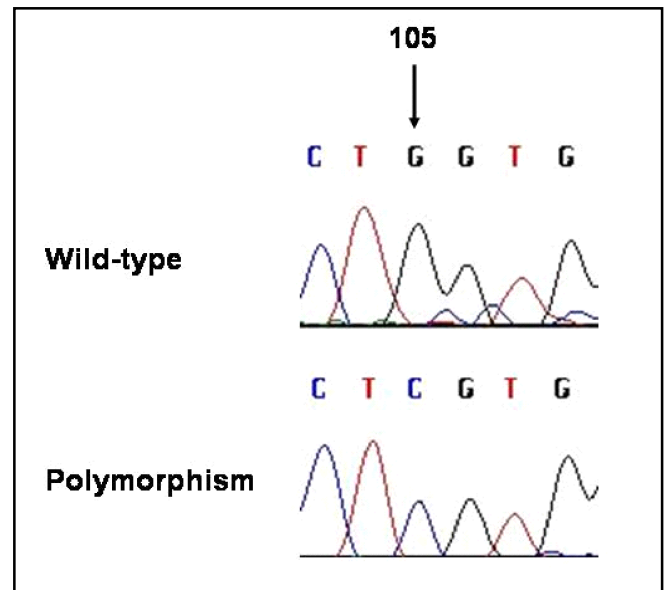 105
C T G G T G
Wild-type
C T C G T G
Polymorphism